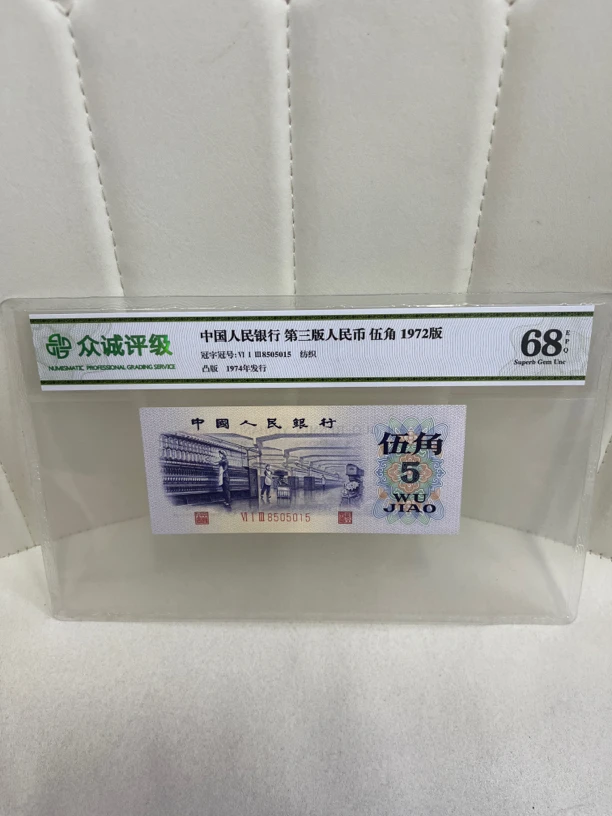 众诚评级
NUMISMATIC PROFESSIONAL GRADING SERVICE
中国人民银行 第三版人民币 伍角 1972版
冠字冠号:Ⅵ Ⅰ Ⅲ8505015 纺织
凸版 1974年发行
68
EPQ
Superb Gem Unc
中國人民銀行
伍角
5
WU
JIAO
Ⅵ Ⅰ Ⅲ 8505015